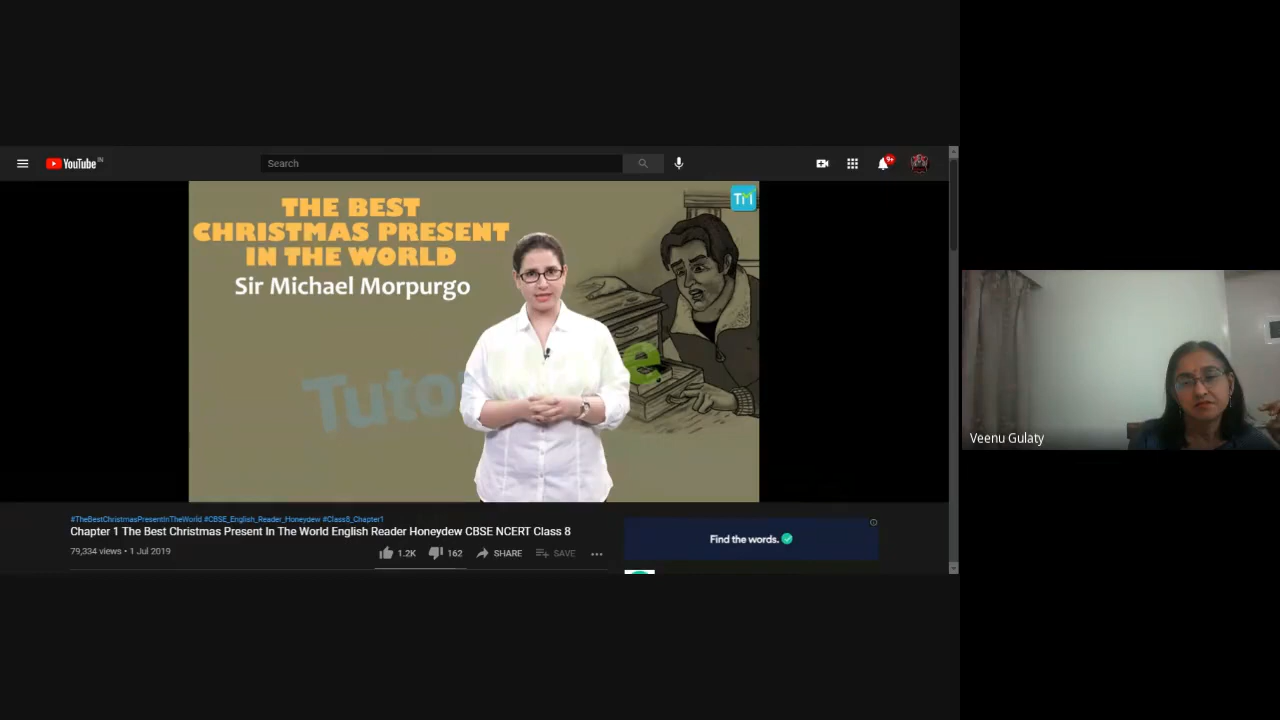 YouTube IN
Search
9+
THE BEST
CHRISTMAS PRESENT
IN THE WORLD
Sir Michael Morpurgo
#TheBestChristmasPresentInTheWorld #CBSE_English_Reader_Honeydew #Class8_Chapter1
Chapter 1 The Best Christmas Present In The World English Reader Honeydew CBSE NCERT Class 8
79,334 views • 1 Jul 2019
1.2K
162
SHARE
SAVE
Find the words.
Veenu Gulaty